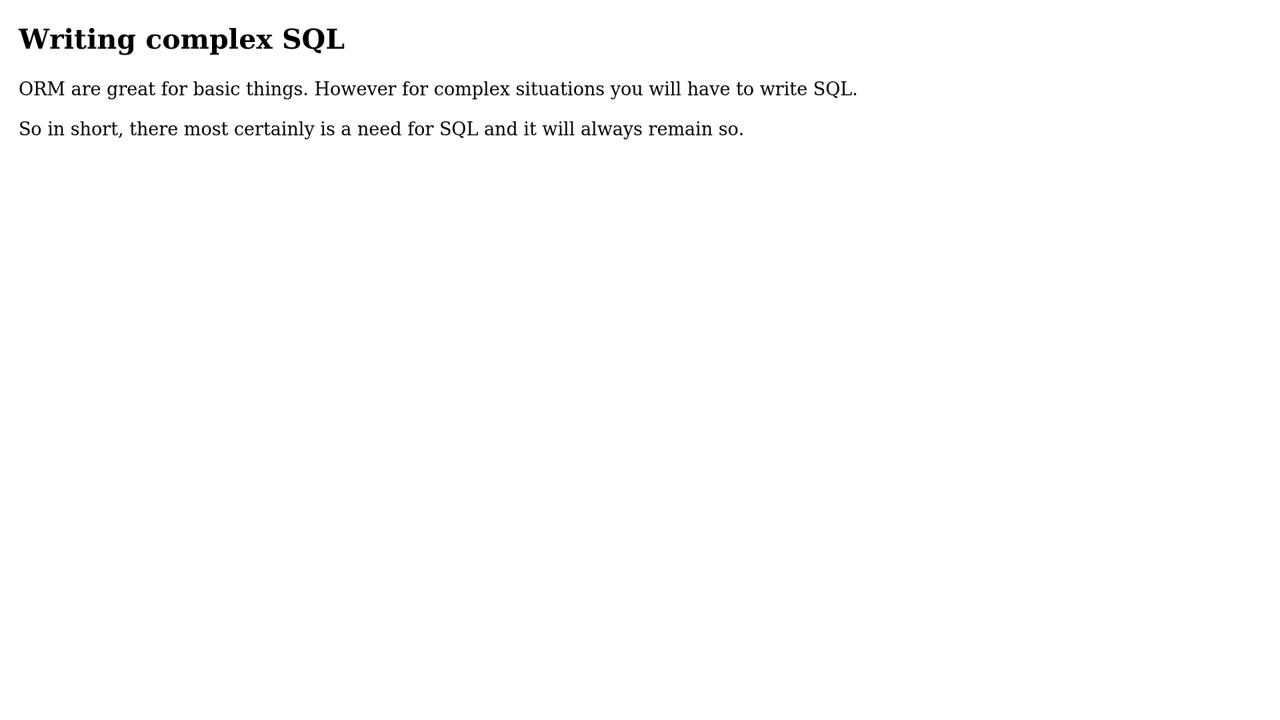 Writing complex SQL
ORM are great for basic things. However for complex situations you will have to write SQL.
So in short, there most certainly is a need for SQL and it will always remain so.